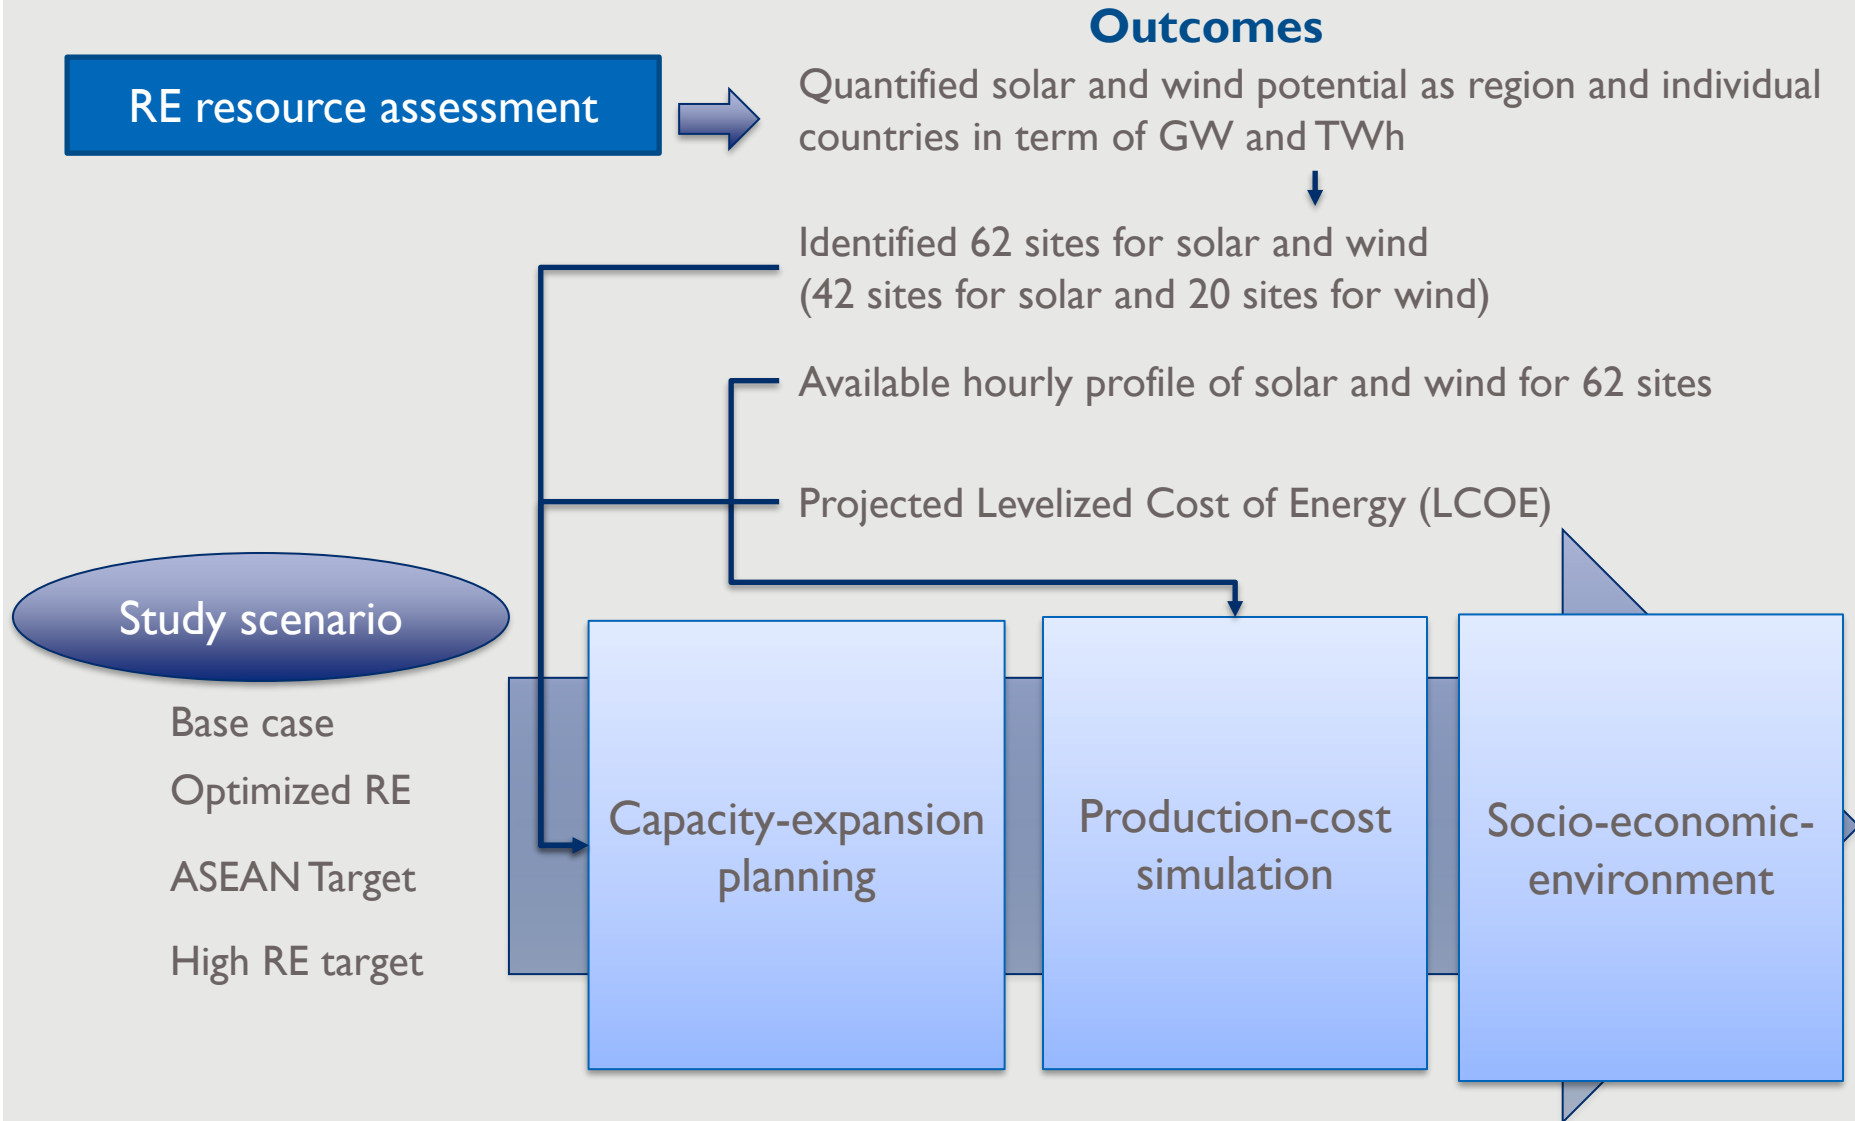 Outcomes
RE resource assessment
Quantified solar and wind potential as region and individual
countries in term of GW and TWh
Identified 62 sites for solar and wind
(42 sites for solar and 20 sites for wind)
Available hourly profile of solar and wind for 62 sites
Projected Levelized Cost of Energy (LCOE)
Study scenario
Base case
Optimized RE
ASEAN Target
High RE target
Capacity-expansion
planning
Production-cost
simulation
Socio-economic-
environment